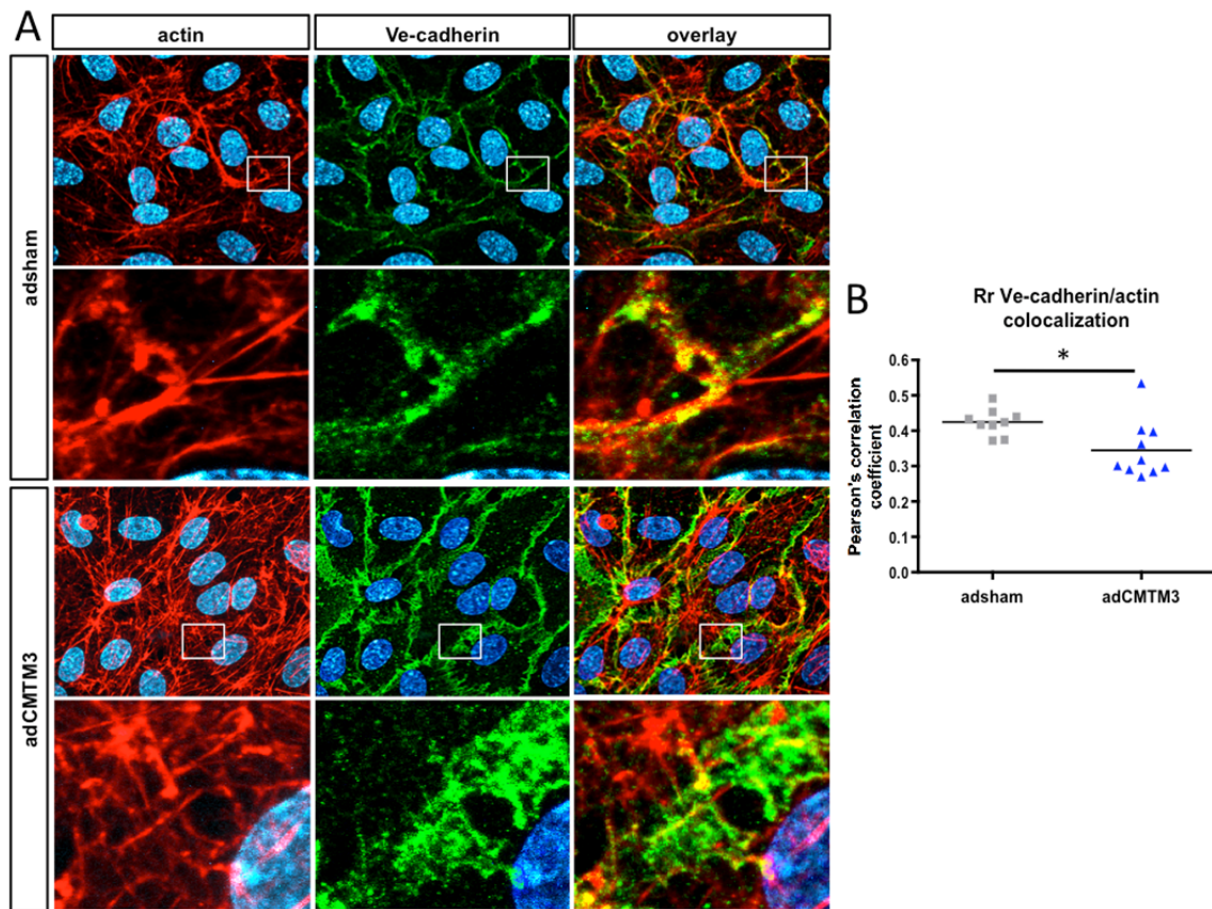 A
actin
Ve-cadherin
overlay
adsham
adCMTM3
B
Rr Ve-cadherin/actin
colocalization
*
Pearson's correlation
coefficient
0.6
0.5
0.4
0.3
0.2
0.1
0.0
adsham
adCMTM3